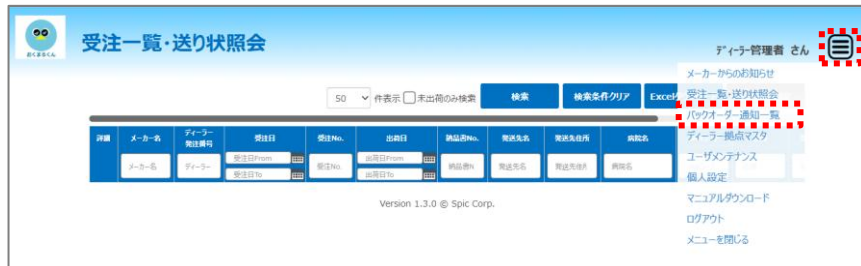 おくまるくん
受注一覧・送り状照会
ディーラー管理者 さん
メーカーからのお知らせ
50 件表示 未出荷のみ検索 検索 検索条件クリア Excel
受注一覧・送り状照会
バックオーダー通知一覧
ディーラー拠点マスタ
ユーザメンテナンス
個人設定
マニュアルダウンロード
ログアウト
メニューを閉じる
詳細 メーカー名 ディーラー発注番号 受注日 受注No. 出荷日 納品書No. 発送先名 発送先住所 病院名
メーカー名 ディーラー 受注日From 受注No. 出荷日From 納品書N 発送先名 発送先住所 病院名
受注日To 出荷日To
Version 1.3.0 © Spic Corp.